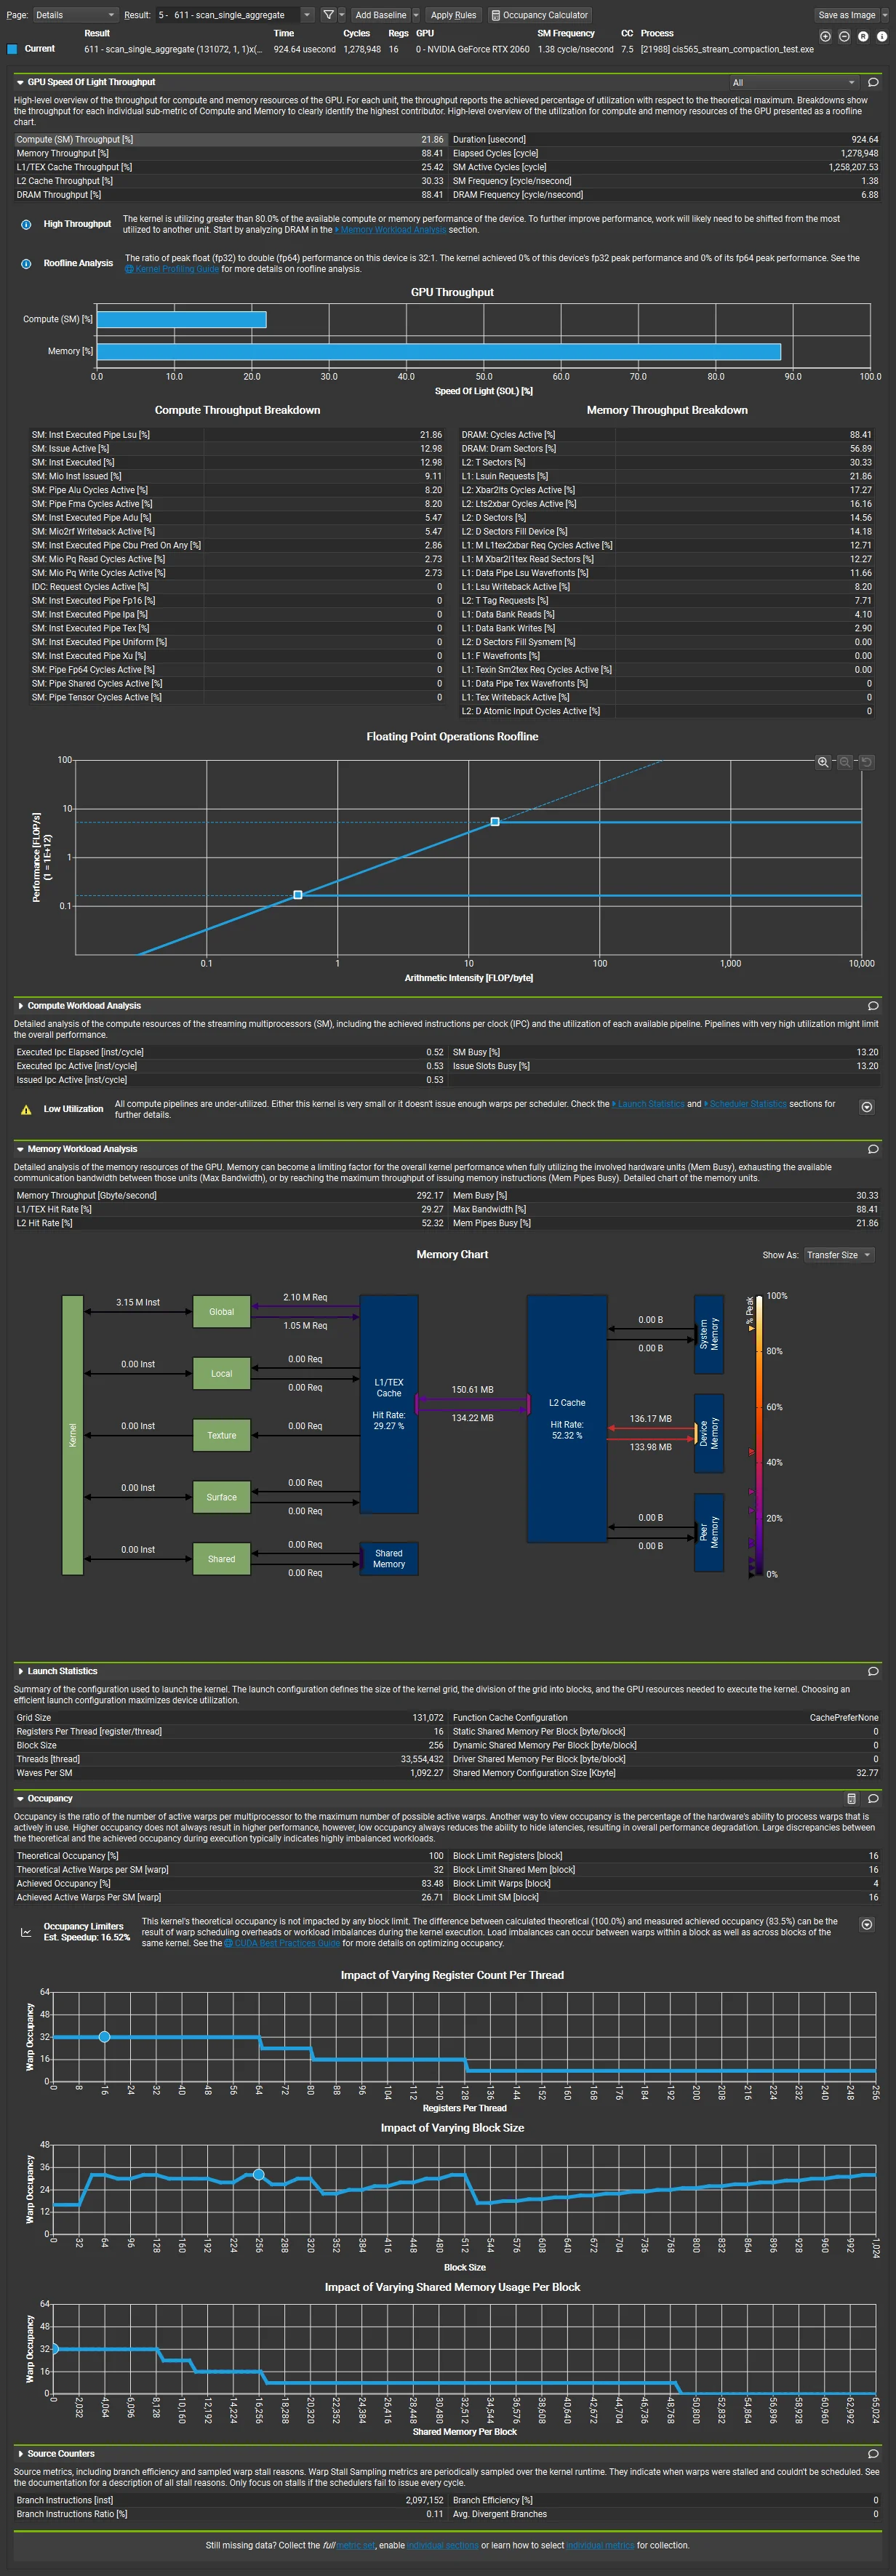 Page: Details Result: 5 - 611 - scan_single_aggregate Add Baseline Apply Rules Occupancy Calculator Save as Image
Result Time Cycles Regs GPU SM Frequency CC Process
Current 611 - scan_single_aggregate (131072, 1, 1)x(... 924.64 usecond 1,278,948 16 0 - NVIDIA GeForce RTX 2060 1.38 cycle/nsecond 7.5 [21988] cis565_stream_compaction_test.exe
GPU Speed Of Light Throughput All
High-level overview of the throughput for compute and memory resources of the GPU. For each unit, the throughput reports the achieved percentage of utilization with respect to the theoretical maximum. Breakdowns show
the throughput for each individual sub-metric of Compute and Memory to clearly identify the highest contributor. High-level overview of the utilization for compute and memory resources of the GPU presented as a roofline
chart.
Compute (SM) Throughput [%] 21.86 Duration [usecond] 924.64
Memory Throughput [%] 88.41 Elapsed Cycles [cycle] 1,278,948
L1/TEX Cache Throughput [%] 25.42 SM Active Cycles [cycle] 1,258,207.53
L2 Cache Throughput [%] 30.33 SM Frequency [cycle/nsecond] 1.38
DRAM Throughput [%] 88.41 DRAM Frequency [cycle/nsecond] 6.88
High Throughput The kernel is utilizing greater than 80.0% of the available compute or memory performance of the device. To further improve performance, work will likely need to be shifted from the most
utilized to another unit. Start by analyzing DRAM in the Memory Workload Analysis section.
Roofline Analysis The ratio of peak float (fp32) to double (fp64) performance on this device is 32:1. The kernel achieved 0% of this device's fp32 peak performance and 0% of its fp64 peak performance. See the
Kernel Profiling Guide for more details on roofline analysis.
GPU Throughput
Compute (SM) [%]
Memory [%]
0.0 10.0 20.0 30.0 40.0 50.0 60.0 70.0 80.0 90.0 100.0
Speed Of Light (SOL) [%]
Compute Throughput Breakdown Memory Throughput Breakdown
SM: Inst Executed Pipe Lsu [%] 21.86 DRAM: Cycles Active [%] 88.41
SM: Issue Active [%] 12.98 DRAM: Dram Sectors [%] 56.89
SM: Inst Executed [%] 12.98 L2: T Sectors [%] 30.33
SM: Mio Inst Issued [%] 9.11 L1: Lsuin Requests [%] 21.86
SM: Pipe Alu Cycles Active [%] 8.20 L2: Xbar2lts Cycles Active [%] 17.27
SM: Pipe Fma Cycles Active [%] 8.20 L2: Lts2xbar Cycles Active [%] 16.16
SM: Inst Executed Pipe Adu [%] 5.47 L2: D Sectors [%] 14.56
SM: Mio2rf Writeback Active [%] 5.47 L2: D Sectors Fill Device [%] 14.18
SM: Inst Executed Pipe Cbu Pred On Any [%] 2.86 L1: M L1tex2xbar Req Cycles Active [%] 12.71
SM: Mio Pq Read Cycles Active [%] 2.73 L1: M Xbar2l1tex Read Sectors [%] 12.27
SM: Mio Pq Write Cycles Active [%] 2.73 L1: Data Pipe Lsu Wavefronts [%] 11.66
IDC: Request Cycles Active [%] 0 L1: Lsu Writeback Active [%] 8.20
SM: Inst Executed Pipe Fp16 [%] 0 L2: T Tag Requests [%] 7.71
SM: Inst Executed Pipe Ipa [%] 0 L1: Data Bank Reads [%] 4.10
SM: Inst Executed Pipe Tex [%] 0 L1: Data Bank Writes [%] 2.90
SM: Inst Executed Pipe Uniform [%] 0 L2: D Sectors Fill Sysmem [%] 0.00
SM: Inst Executed Pipe Xu [%] 0 L1: F Wavefronts [%] 0.00
SM: Pipe Fp64 Cycles Active [%] 0 L1: Texin Sm2tex Req Cycles Active [%] 0.00
SM: Pipe Shared Cycles Active [%] 0 L1: Data Pipe Tex Wavefronts [%] 0
SM: Pipe Tensor Cycles Active [%] 0 L1: Tex Writeback Active [%] 0
L2: D Atomic Input Cycles Active [%] 0
Floating Point Operations Roofline
100
10
1
0.1
Performance [FLOP/s]
(1 = 1E+12)
0.1 1 10 100 1,000 10,000
Arithmetic Intensity [FLOP/byte]
Compute Workload Analysis
Detailed analysis of the compute resources of the streaming multiprocessors (SM), including the achieved instructions per clock (IPC) and the utilization of each available pipeline. Pipelines with very high utilization might limit
the overall performance.
Executed Ipc Elapsed [inst/cycle] 0.52 SM Busy [%] 13.20
Executed Ipc Active [inst/cycle] 0.53 Issue Slots Busy [%] 13.20
Issued Ipc Active [inst/cycle] 0.53
Low Utilization All compute pipelines are under-utilized. Either this kernel is very small or it doesn't issue enough warps per scheduler. Check the Launch Statistics and Scheduler Statistics sections for
further details.
Memory Workload Analysis
Detailed analysis of the memory resources of the GPU. Memory can become a limiting factor for the overall kernel performance when fully utilizing the involved hardware units (Mem Busy), exhausting the available
communication bandwidth between those units (Max Bandwidth), or by reaching the maximum throughput of issuing memory instructions (Mem Pipes Busy). Detailed chart of the memory units.
Memory Throughput [Gbyte/second] 292.17 Mem Busy [%] 30.33
L1/TEX Hit Rate [%] 29.27 Max Bandwidth [%] 88.41
L2 Hit Rate [%] 52.32 Mem Pipes Busy [%] 21.86
Memory Chart Show As: Transfer Size
Kernel
3.15 M Inst Global 2.10 M Req
1.05 M Req
0.00 Inst Local 0.00 Req
0.00 Req
0.00 Inst Texture 0.00 Req
0.00 Inst Surface 0.00 Req
0.00 Req
0.00 Inst Shared 0.00 Req
0.00 Req
L1/TEX
Cache
Hit Rate:
29.27 %
Shared
Memory
150.61 MB
134.22 MB
L2 Cache
Hit Rate:
52.32 %
0.00 B
0.00 B
System
Memory
136.17 MB
133.98 MB
Device
Memory
0.00 B
0.00 B
Peer
Memory
% Peak
100%
80%
60%
40%
20%
0%
Launch Statistics
Summary of the configuration used to launch the kernel. The launch configuration defines the size of the kernel grid, the division of the grid into blocks, and the GPU resources needed to execute the kernel. Choosing an
efficient launch configuration maximizes device utilization.
Grid Size 131,072 Function Cache Configuration CachePreferNone
Registers Per Thread [register/thread] 16 Static Shared Memory Per Block [byte/block] 0
Block Size 256 Dynamic Shared Memory Per Block [byte/block] 0
Threads [thread] 33,554,432 Driver Shared Memory Per Block [byte/block] 0
Waves Per SM 1,092.27 Shared Memory Configuration Size [Kbyte] 32.77
Occupancy
Occupancy is the ratio of the number of active warps per multiprocessor to the maximum number of possible active warps. Another way to view occupancy is the percentage of the hardware's ability to process warps that is
actively in use. Higher occupancy does not always result in higher performance, however, low occupancy always reduces the ability to hide latencies, resulting in overall performance degradation. Large discrepancies between
the theoretical and the achieved occupancy during execution typically indicates highly imbalanced workloads.
Theoretical Occupancy [%] 100 Block Limit Registers [block] 16
Theoretical Active Warps per SM [warp] 32 Block Limit Shared Mem [block] 16
Achieved Occupancy [%] 83.48 Block Limit Warps [block] 4
Achieved Active Warps Per SM [warp] 26.71 Block Limit SM [block] 16
Occupancy Limiters
Est. Speedup: 16.52%
This kernel's theoretical occupancy is not impacted by any block limit. The difference between calculated theoretical (100.0%) and measured achieved occupancy (83.5%) can be the
result of warp scheduling overheads or workload imbalances during the kernel execution. Load imbalances can occur between warps within a block as well as across blocks of the
same kernel. See the CUDA Best Practices Guide for more details on optimizing occupancy.
Impact of Varying Register Count Per Thread
Warp Occupancy
64
48
32
16
0
0 8 16 24 32 40 48 56 64 72 80 88 96 104 112 120 128 136 144 152 160 168 176 184 192 200 208 216 224 232 240 248 256
Registers Per Thread
Impact of Varying Block Size
Warp Occupancy
48
36
24
12
0
0 32 64 96 128 160 192 224 256 288 320 352 384 416 448 480 512 544 576 608 640 672 704 736 768 800 832 864 896 928 960 992 1,024
Block Size
Impact of Varying Shared Memory Usage Per Block
Warp Occupancy
64
48
32
16
0
0 2,032 4,064 6,096 8,128 10,160 12,192 14,224 16,256 18,288 20,320 22,352 24,384 26,416 28,448 30,480 32,512 34,544 36,576 38,608 40,640 42,672 44,704 46,736 48,768 50,800 52,832 54,864 56,896 58,928 60,960 62,992 65,024
Shared Memory Per Block
Source Counters
Source metrics, including branch efficiency and sampled warp stall reasons. Warp Stall Sampling metrics are periodically sampled over the kernel runtime. They indicate when warps were stalled and couldn't be scheduled. See
the documentation for a description of all stall reasons. Only focus on stalls if the schedulers fail to issue every cycle.
Branch Instructions [inst] 2,097,152 Branch Efficiency [%] 0
Branch Instructions Ratio [%] 0.11 Avg. Divergent Branches 0
Still missing data? Collect the full metric set, enable individual sections or learn how to select individual metrics for collection.